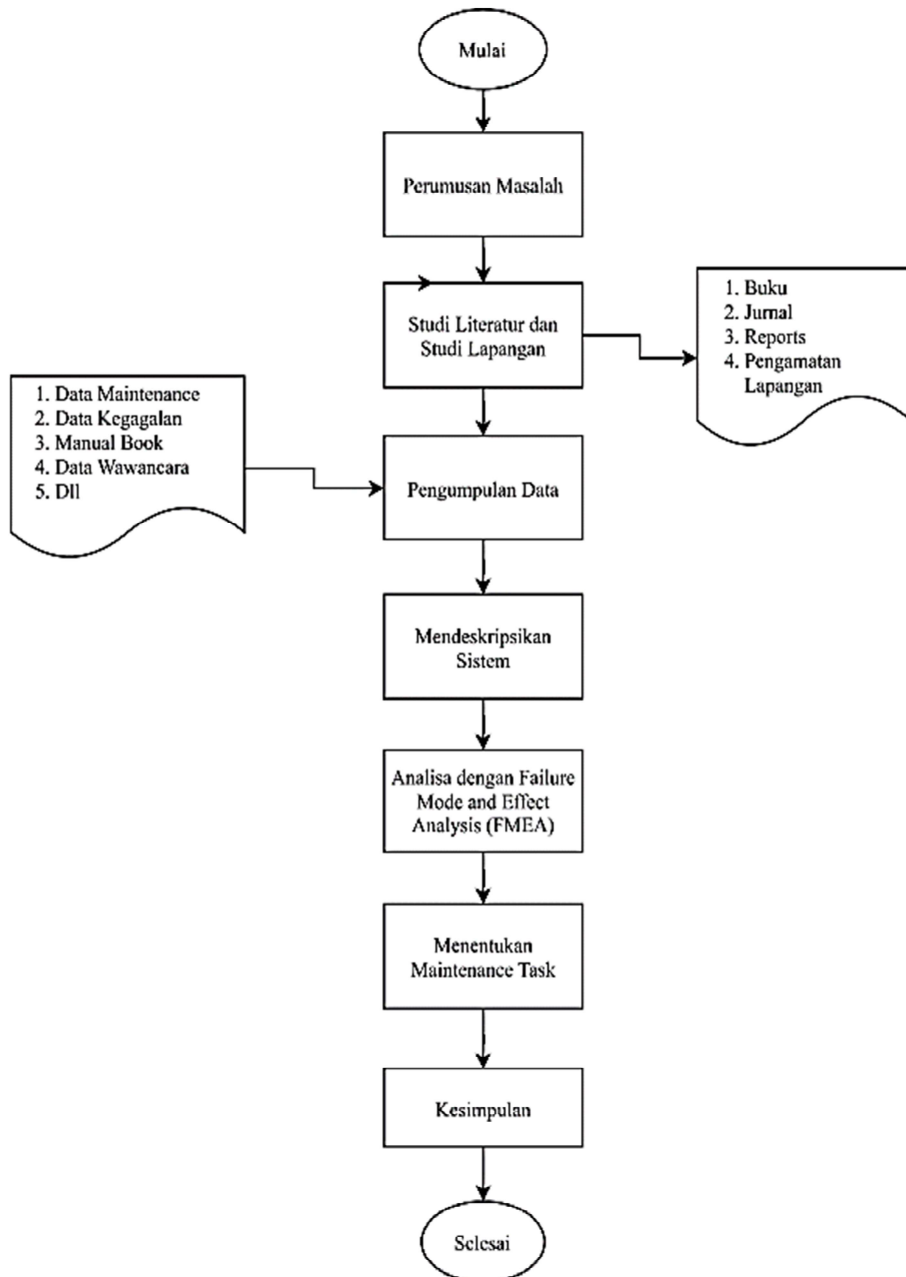 Mulai
Perumusan Masalah
Studi Literatur dan
Studi Lapangan
1. Buku
2. Jurnal
3. Reports
4. Pengamatan
Lapangan
1. Data Maintenance
2. Data Kegagalan
3. Manual Book
4. Data Wawancara
5. Dll
Pengumpulan Data
Mendeskripsikan
Sistem
Analisa dengan Failure
Mode and Effect
Analysis (FMEA)
Menentukan
Maintenance Task
Kesimpulan
Selesai